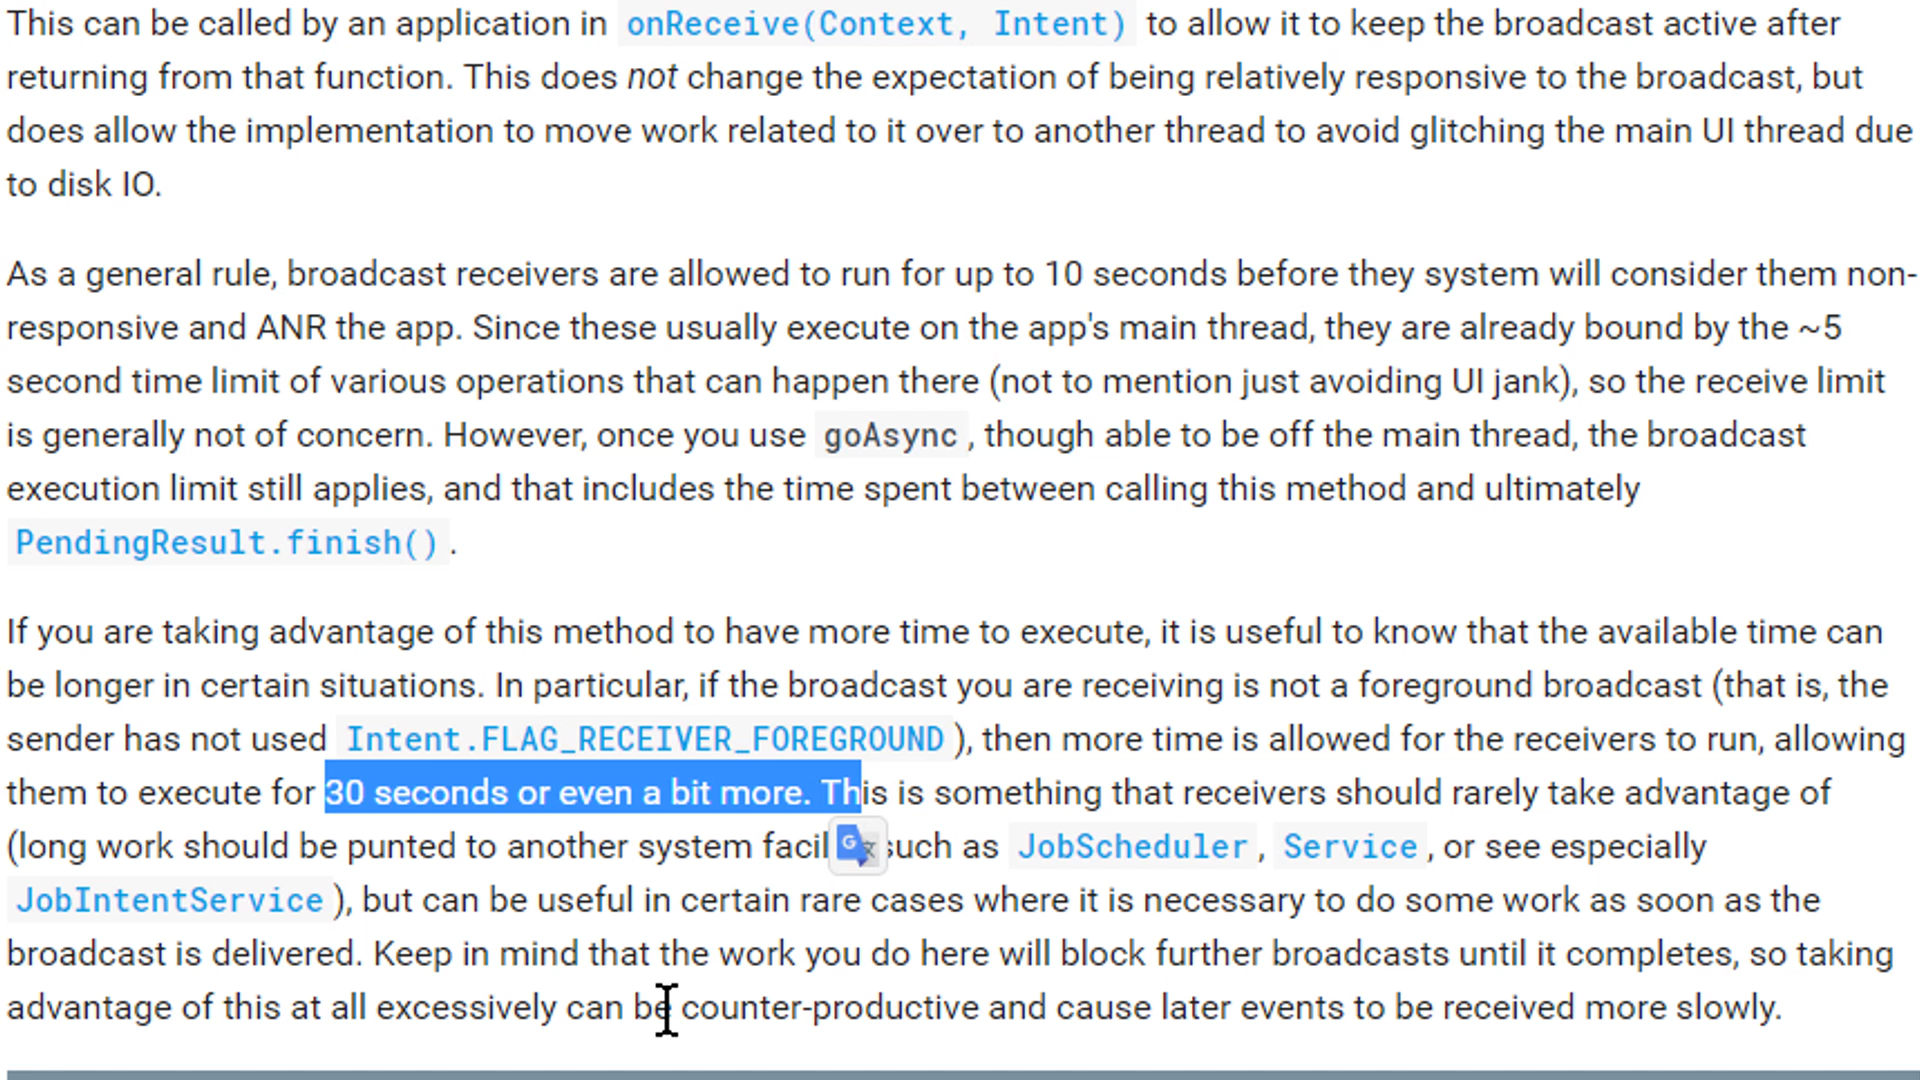 This can be called by an application in onReceive(Context, Intent) to allow it to keep the broadcast active after
returning from that function. This does not change the expectation of being relatively responsive to the broadcast, but
does allow the implementation to move work related to it over to another thread to avoid glitching the main UI thread due
to disk IO.
As a general rule, broadcast receivers are allowed to run for up to 10 seconds before they system will consider them non-
responsive and ANR the app. Since these usually execute on the app's main thread, they are already bound by the ~5
second time limit of various operations that can happen there (not to mention just avoiding UI jank), so the receive limit
is generally not of concern. However, once you use goAsync, though able to be off the main thread, the broadcast
execution limit still applies, and that includes the time spent between calling this method and ultimately
PendingResult.finish().
If you are taking advantage of this method to have more time to execute, it is useful to know that the available time can
be longer in certain situations. In particular, if the broadcast you are receiving is not a foreground broadcast (that is, the
sender has not used Intent.FLAG_RECEIVER_FOREGROUND), then more time is allowed for the receivers to run, allowing
them to execute for 30 seconds or even a bit more. This is something that receivers should rarely take advantage of
(long work should be punted to another system facil such as JobScheduler, Service, or see especially
JobIntentService), but can be useful in certain rare cases where it is necessary to do some work as soon as the
broadcast is delivered. Keep in mind that the work you do here will block further broadcasts until it completes, so taking
advantage of this at all excessively can be counter-productive and cause later events to be received more slowly.